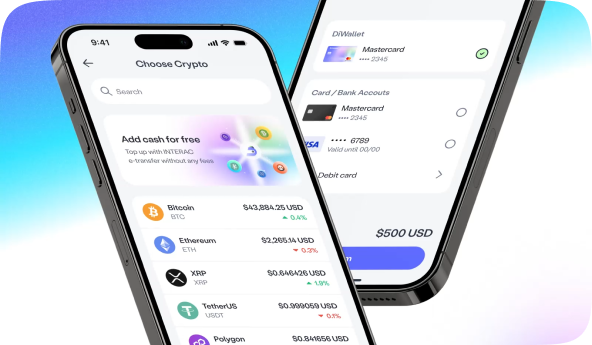 9:41
Choose Crypto
Search
Add cash for free
Top up with INTERAC
e-transfer without any fees
Bitcoin
BTC
$43,884.25 USD
0.4%
Ethereum
ETH
$2,265.14 USD
0.3%
XRP
XRP
$0.646426 USD
1.9%
TetherUS
USDT
$0.999059 USD
0.1%
Polygon
$0.841656 USD
DiWallet
Mastercard
•••• 2345
Card / Bank Accouts
Mastercard
•••• 2345
•••• 6789
Valid until 00/00
Debit card
$500 USD